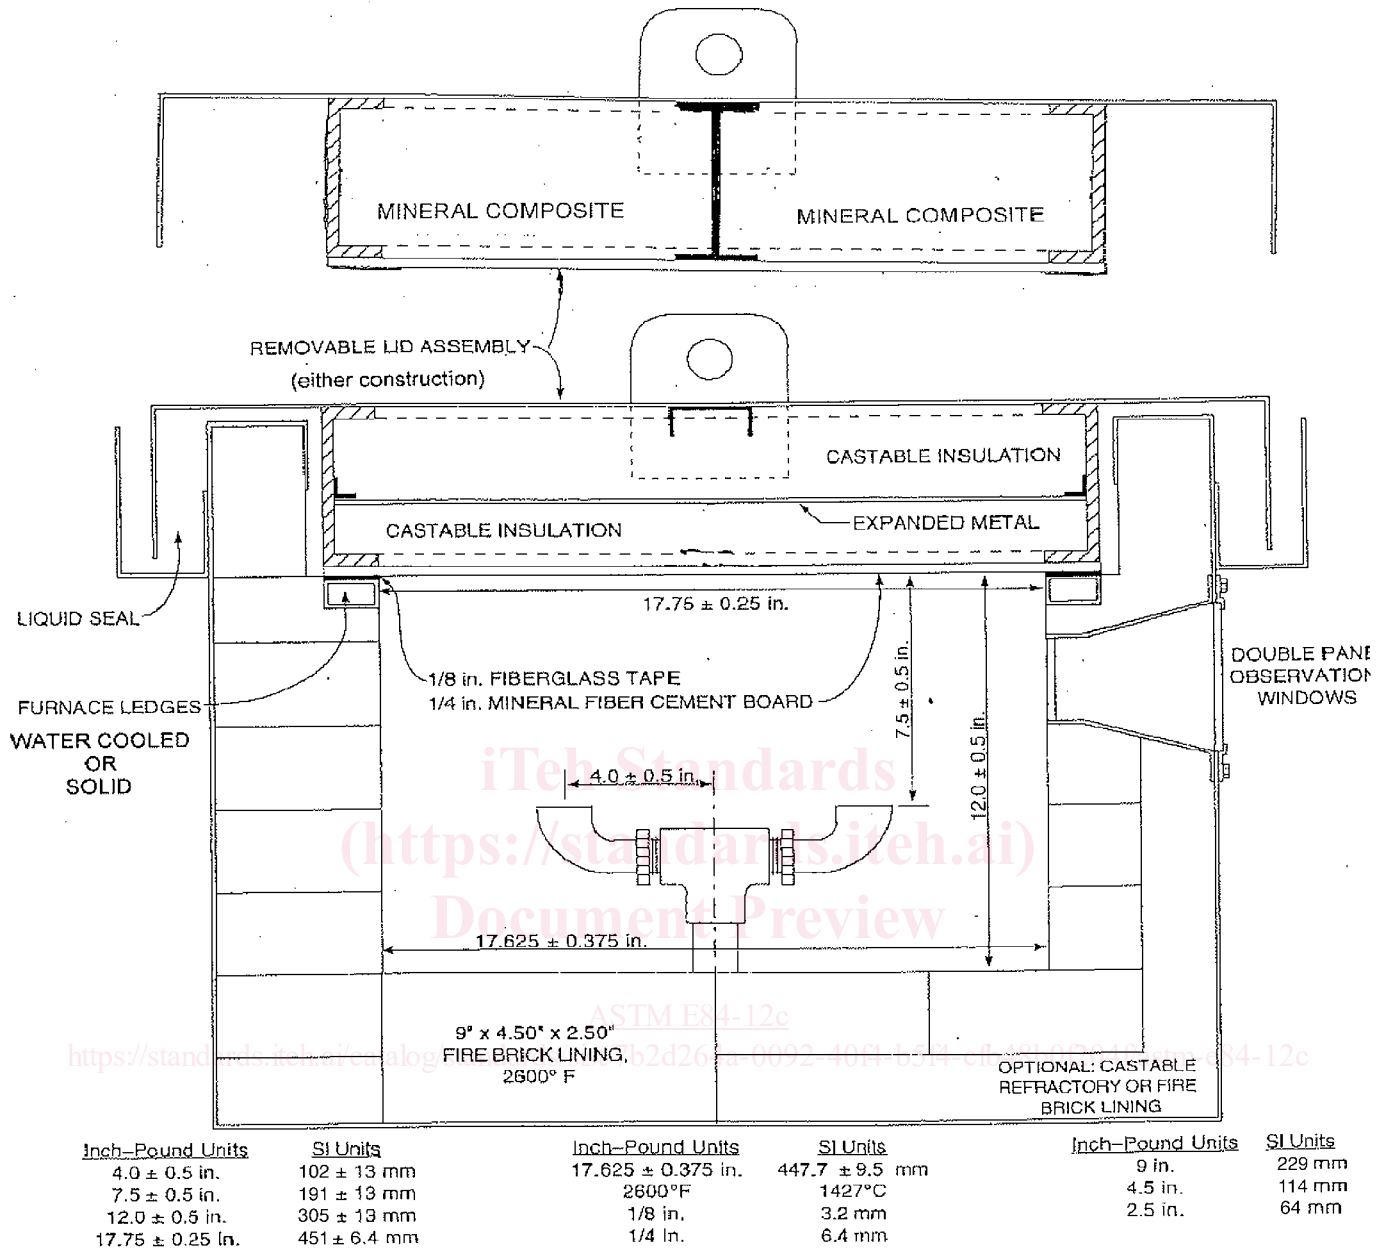 MINERAL COMPOSITE
MINERAL COMPOSITE
REMOVABLE LID ASSEMBLY
(either construction)
CASTABLE INSULATION
CASTABLE INSULATION
EXPANDED METAL
17.75 ± 0.25 in.
LIQUID SEAL
1/8 in. FIBERGLASS TAPE
1/4 in. MINERAL FIBER CEMENT BOARD
7.5 ± 0.5 in.
12.0 ± 0.5 in.
DOUBLE PANE
OBSERVATION
WINDOWS
FURNACE LEDGES
WATER COOLED
OR
SOLID
iTeh Standards
4.0 ± 0.5 in.
(https://standards.iteh.ai)
Document Preview
17.625 ± 0.375 in.
ASTM E84-12c
9" x 4.50" x 2.50"
FIRE BRICK LINING,
2600° F
OPTIONAL: CASTABLE
REFRACTORY OR FIRE
BRICK LINING
Inch–Pound Units SI Units
4.0 ± 0.5 in. 102 ± 13 mm
7.5 ± 0.5 in. 191 ± 13 mm
12.0 ± 0.5 in. 305 ± 13 mm
17.75 ± 0.25 in. 451 ± 6.4 mm
Inch–Pound Units SI Units
17.625 ± 0.375 in. 447.7 ± 9.5 mm
2600°F 1427°C
1/8 in. 3.2 mm
1/4 in. 6.4 mm
Inch–Pound Units SI Units
9 in. 229 mm
4.5 in. 114 mm
2.5 in. 64 mm